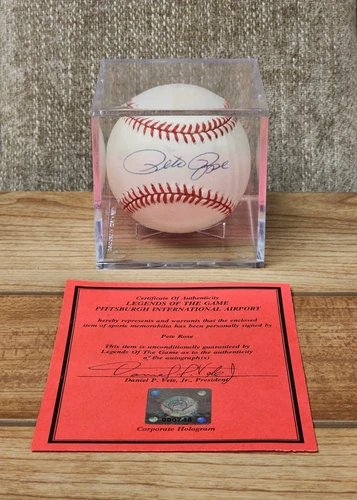 Pete Rose
Certificate Of Authenticity
LEGENDS OF THE GAME
PITTSBURGH INTERNATIONAL AIRPORT
hereby represents and warrants that the enclosed
item of sports memorabilia has been personally signed by
Pete Rose
This item is unconditionally guaranteed by
Legends Of The Game as to the authenticity
of the autograph(s)
Daniel P. Vete, Jr., President
Corporate Hologram